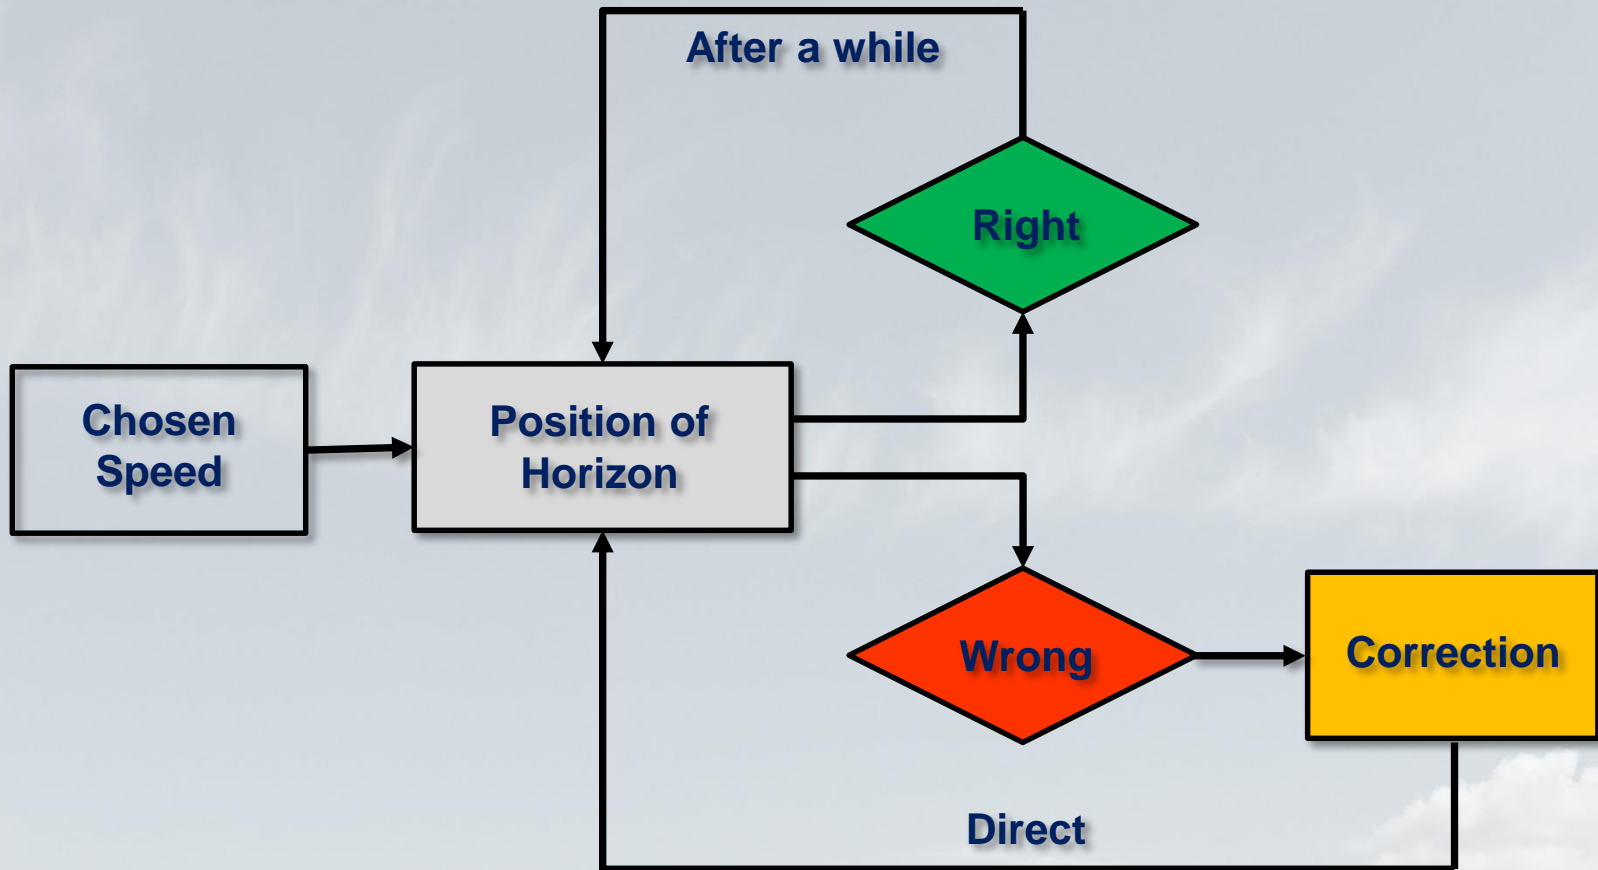 After a while
Right
Chosen
Speed
Position of
Horizon
Wrong
Correction
Direct